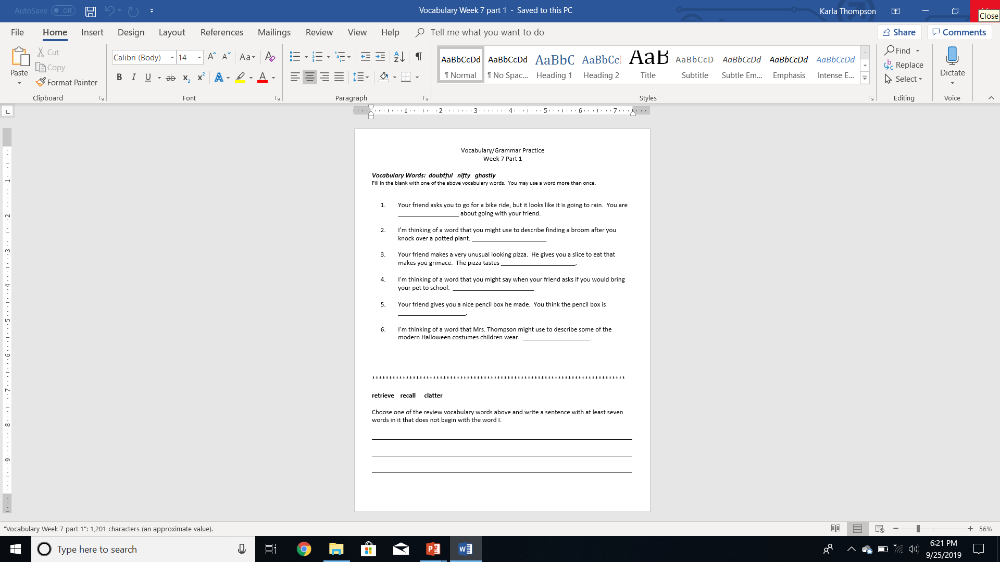 AutoSave Off
Vocabulary Week 7 part 1 - Saved to this PC
Karla Thompson
Close
File Home Insert Design Layout References Mailings Review View Help Tell me what you want to do
Share Comments
Paste
Cut
Copy
Format Painter
Clipboard
Calibri (Body) 14
Font
Paragraph
AaBbCcDd AaBbCcDd AaBbC AaBbCcI AaB AaBbCcD AaBbCcDd AaBbCcDd AaBbCcDd
¶ Normal ¶ No Spac... Heading 1 Heading 2 Title Subtitle Subtle Em... Emphasis Intense E...
Styles
Find
Replace
Select
Editing
Dictate
Voice
1 2 3 4 5 6 7
Vocabulary/Grammar Practice
Week 7 Part 1
Vocabulary Words: doubtful nifty ghastly
Fill in the blank with one of the above vocabulary words. You may use a word more than once.
1. Your friend asks you to go for a bike ride, but it looks like it is going to rain. You are
__________________ about going with your friend.
2. I'm thinking of a word that you might use to describe finding a broom after you
knock over a potted plant. ______________________
3. Your friend makes a very unusual looking pizza. He gives you a slice to eat that
makes you grimace. The pizza tastes ______________________.
4. I'm thinking of a word that you might say when your friend asks if you would bring
your pet to school. ________________________
5. Your friend gives you a nice pencil box he made. You think the pencil box is
____________________.
6. I'm thinking of a word that Mrs. Thompson might use to describe some of the
modern Halloween costumes children wear. ____________________.
***************************************************************************
retrieve recall clatter
Choose one of the review vocabulary words above and write a sentence with at least seven
words in it that does not begin with the word I.
"Vocabulary Week 7 part 1": 1,201 characters (an approximate value).
56%
Type here to search
6:21 PM
9/25/2019